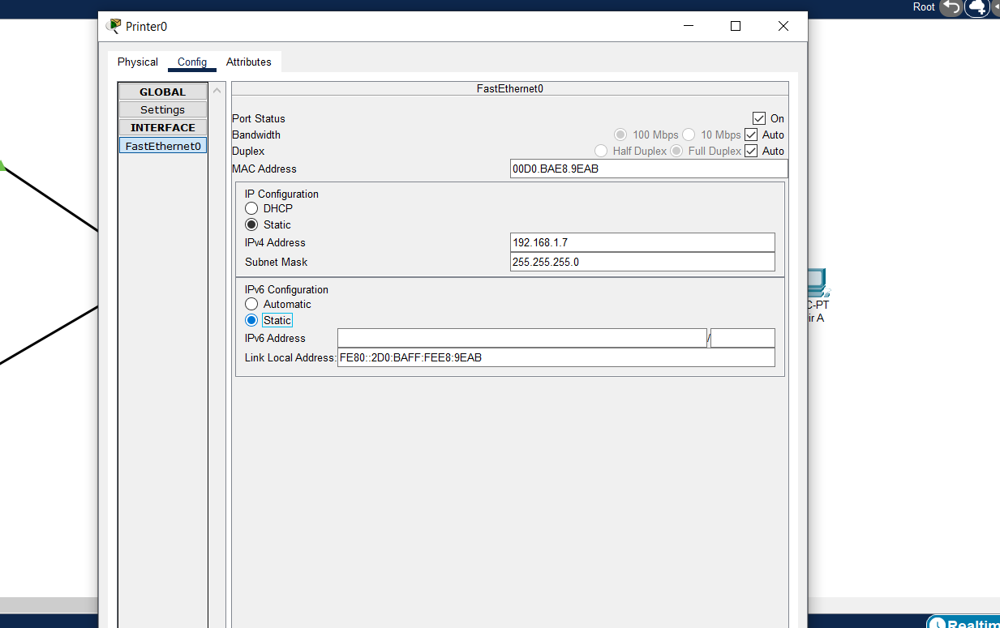 Root
Printer0
Physical Config Attributes
GLOBAL
Settings
INTERFACE
FastEthernet0
FastEthernet0
Port Status On
Bandwidth 100 Mbps 10 Mbps Auto
Duplex Half Duplex Full Duplex Auto
MAC Address 00D0.BAE8.9EAB
IP Configuration
DHCP
Static
IPv4 Address 192.168.1.7
Subnet Mask 255.255.255.0
IPv6 Configuration
Automatic
Static
IPv6 Address /
Link Local Address: FE80::2D0:BAFF:FEE8:9EAB
C-PT
ir A
Realtim